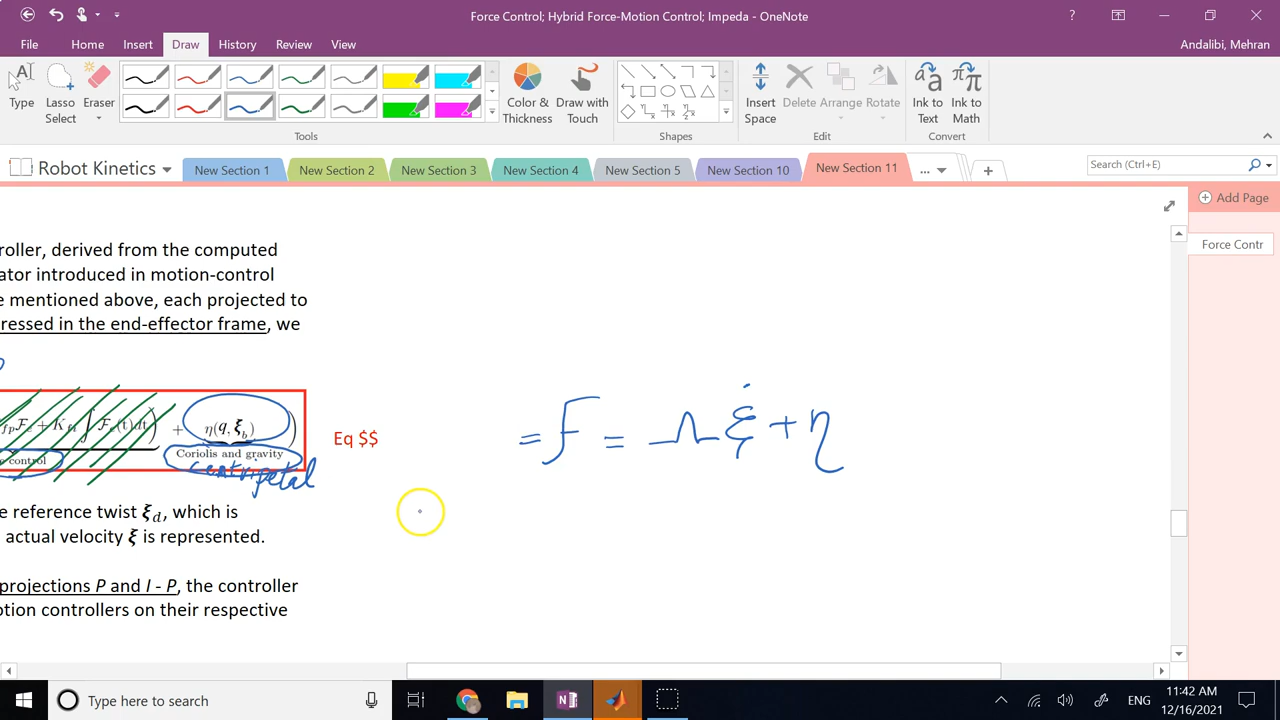 Force Control; Hybrid Force-Motion Control; Impeda - OneNote
File Home Insert Draw History Review View
Andalibi, Mehran
Type
Lasso Select
Eraser
Color & Thickness
Draw with Touch
Insert Space
Delete Arrange Rotate
Ink to Text
Ink to Math
Tools
Shapes
Edit
Convert
Robot Kinetics
New Section 1
New Section 2
New Section 3
New Section 4
New Section 5
New Section 10
New Section 11
...
Search (Ctrl+E)
Add Page
Force Contr
roller, derived from the computed
ator introduced in motion-control
e mentioned above, each projected to
ressed in the end-effector frame, we
fpFe + Kfi ∫ Fe(t)dt) + η(q, ξb))
e control
Coriolis and gravity
centripetal
Eq $$
= F = Λ ξ̇ + η
e reference twist ξd, which is
actual velocity ξ is represented.
projections P and I - P, the controller
otion controllers on their respective
Type here to search
ENG
11:42 AM
12/16/2021